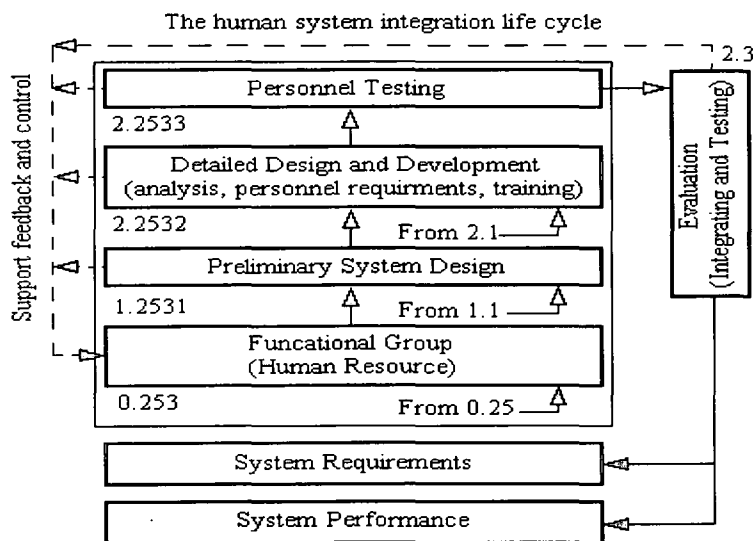 The human system integration life cycle
2.3
Personnel Testing
2.2533
Detailed Design and Development
(analysis, personnel requirments, training)
2.2532
From 2.1
Preliminary System Design
1.2531
From 1.1
Funcational Group
(Human Resource)
0.253
From 0.25
System Requirements
System Performance
Support feedback and control
Evaluation
(Integrating and Testing)